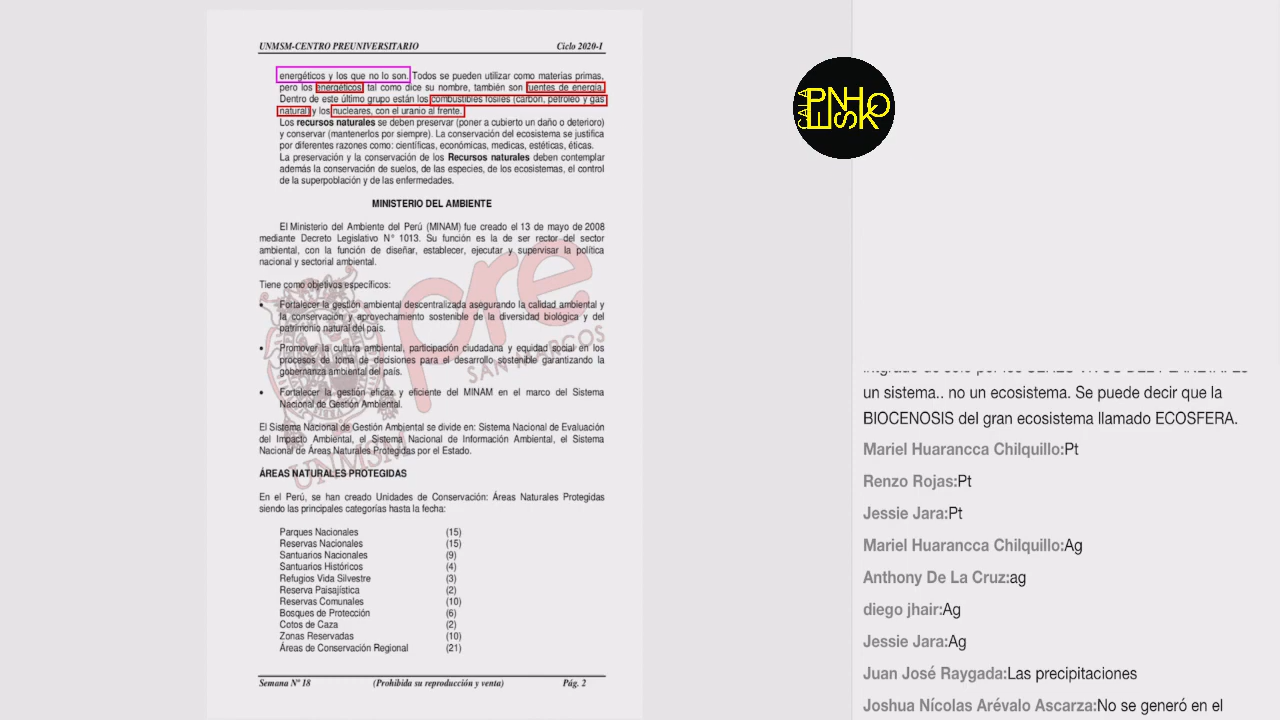 UNMSM-CENTRO PREUNIVERSITARIO Ciclo 2020-I
energéticos y los que no lo son. Todos se pueden utilizar como materias primas,
pero los energéticos, tal como dice su nombre, también son fuentes de energía.
Dentro de este último grupo están los combustibles fósiles (carbón, petróleo y gas
natural) y los nucleares, con el uranio al frente.
Los recursos naturales se deben preservar (poner a cubierto un daño o deterioro)
y conservar (mantenerlos por siempre). La conservación del ecosistema se justifica
por diferentes razones como: científicas, económicas, medicas, estéticas, éticas.
La preservación y la conservación de los Recursos naturales deben contemplar
además la conservación de suelos, de las especies, de los ecosistemas, el control
de la superpoblación y de las enfermedades.
MINISTERIO DEL AMBIENTE
El Ministerio del Ambiente del Perú (MINAM) fue creado el 13 de mayo de 2008
mediante Decreto Legislativo N° 1013. Su función es la de ser rector del sector
ambiental, con la función de diseñar, establecer, ejecutar y supervisar la política
nacional y sectorial ambiental.
Tiene como objetivos específicos:
• Fortalecer la gestión ambiental descentralizada asegurando la calidad ambiental y
la conservación y aprovechamiento sostenible de la diversidad biológica y del
patrimonio natural del país.
• Promover la cultura ambiental, participación ciudadana y equidad social en los
procesos de toma de decisiones para el desarrollo sostenible garantizando la
gobernanza ambiental del país.
• Fortalecer la gestión eficaz y eficiente del MINAM en el marco del Sistema
Nacional de Gestión Ambiental.
El Sistema Nacional de Gestión Ambiental se divide en: Sistema Nacional de Evaluación
del Impacto Ambiental, el Sistema Nacional de Información Ambiental, el Sistema
Nacional de Áreas Naturales Protegidas por el Estado.
ÁREAS NATURALES PROTEGIDAS
En el Perú, se han creado Unidades de Conservación: Áreas Naturales Protegidas
siendo las principales categorías hasta la fecha:
Parques Nacionales (15)
Reservas Nacionales (15)
Santuarios Nacionales (9)
Santuarios Históricos (4)
Refugios Vida Silvestre (3)
Reserva Paisajística (2)
Reservas Comunales (10)
Bosques de Protección (6)
Cotos de Caza (2)
Zonas Reservadas (10)
Áreas de Conservación Regional (21)
Semana Nº 18 (Prohibida su reproducción y venta) Pág. 2
pre
SAN MARCOS
UNMSM
un sistema.. no un ecosistema. Se puede decir que la
BIOCENOSIS del gran ecosistema llamado ECOSFERA.
Mariel Huarancca Chilquillo:Pt
Renzo Rojas:Pt
Jessie Jara:Pt
Mariel Huarancca Chilquillo:Ag
Anthony De La Cruz:ag
diego jhair:Ag
Jessie Jara:Ag
Juan José Raygada:Las precipitaciones
Joshua Nícolas Arévalo Ascarza:No se generó en el